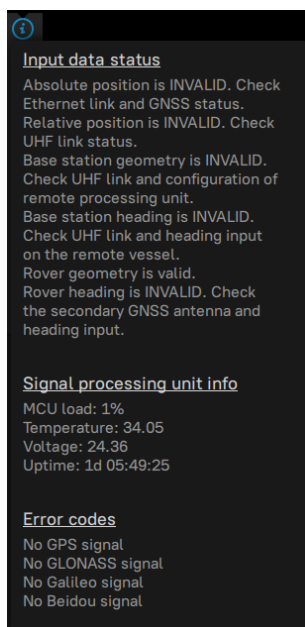 Input data status
Absolute position is INVALID. Check
Ethernet link and GNSS status.
Relative position is INVALID. Check
UHF link status.
Base station geometry is INVALID.
Check UHF link and configuration of
remote processing unit.
Base station heading is INVALID.
Check UHF link and heading input
on the remote vessel.
Rover geometry is valid.
Rover heading is INVALID. Check
the secondary GNSS antenna and
heading input.
Signal processing unit info
MCU load: 1%
Temperature: 34.05
Voltage: 24.36
Uptime: 1d 05:49:25
Error codes
No GPS signal
No GLONASS signal
No Galileo signal
No Beidou signal